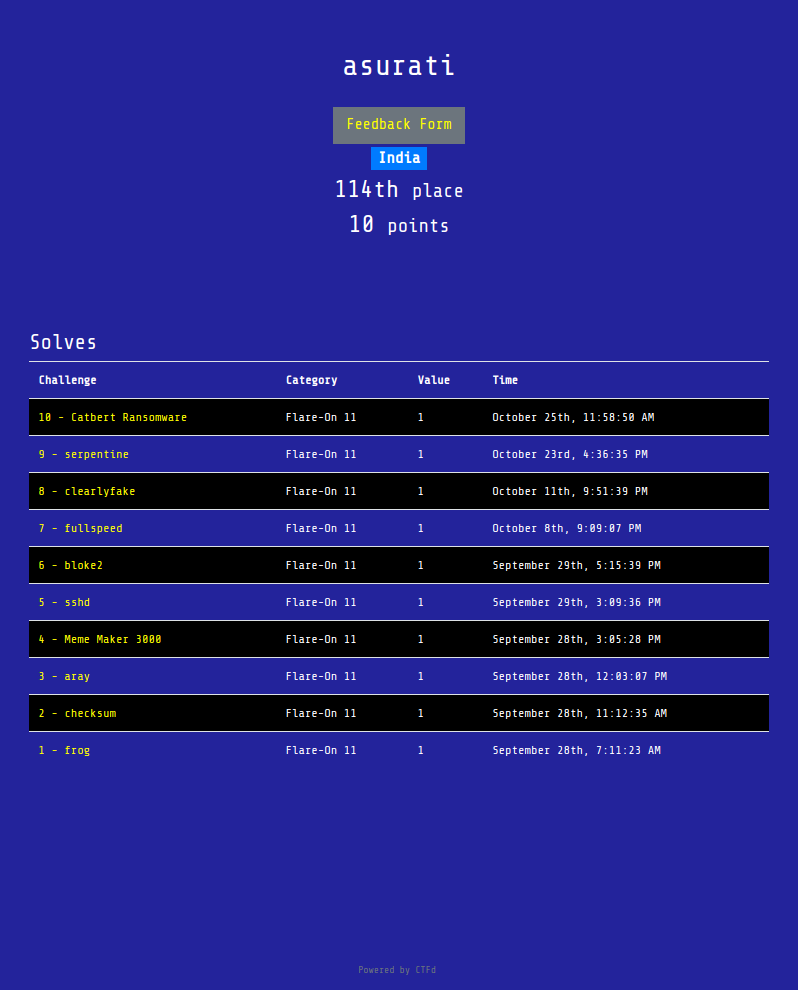 asurati
Feedback Form
India
114th place
10 points
Solves
Challenge Category Value Time
10 - Catbert Ransomware Flare-On 11 1 October 25th, 11:58:50 AM
9 - serpentine Flare-On 11 1 October 23rd, 4:36:35 PM
8 - clearlyfake Flare-On 11 1 October 11th, 9:51:39 PM
7 - fullspeed Flare-On 11 1 October 8th, 9:09:07 PM
6 - bloke2 Flare-On 11 1 September 29th, 5:15:39 PM
5 - sshd Flare-On 11 1 September 29th, 3:09:36 PM
4 - Meme Maker 3000 Flare-On 11 1 September 28th, 3:05:28 PM
3 - aray Flare-On 11 1 September 28th, 12:03:07 PM
2 - checksum Flare-On 11 1 September 28th, 11:12:35 AM
1 - frog Flare-On 11 1 September 28th, 7:11:23 AM
Powered by CTFd